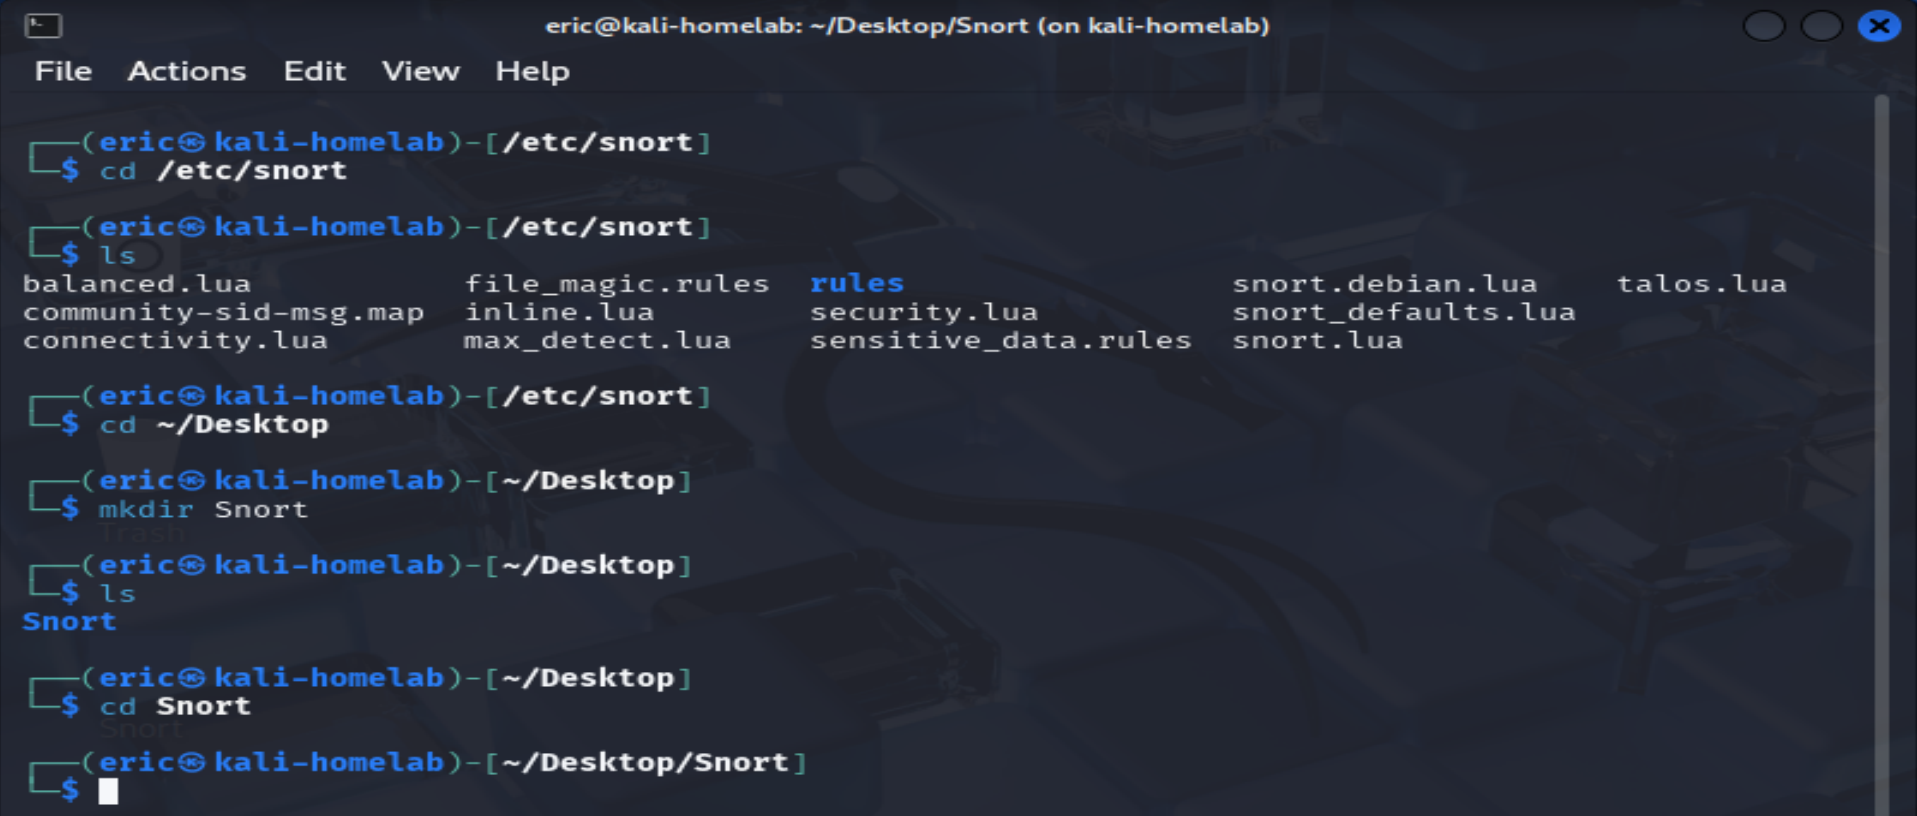 eric@kali-homelab: ~/Desktop/Snort (on kali-homelab)
File Actions Edit View Help
┌──(eric㉿kali-homelab)-[/etc/snort]
└─$ cd /etc/snort
┌──(eric㉿kali-homelab)-[/etc/snort]
└─$ ls
balanced.lua file_magic.rules rules snort.debian.lua talos.lua
community-sid-msg.map inline.lua security.lua snort_defaults.lua
connectivity.lua max_detect.lua sensitive_data.rules snort.lua
┌──(eric㉿kali-homelab)-[/etc/snort]
└─$ cd ~/Desktop
┌──(eric㉿kali-homelab)-[~/Desktop]
└─$ mkdir Snort
Trash
┌──(eric㉿kali-homelab)-[~/Desktop]
└─$ ls
Snort
┌──(eric㉿kali-homelab)-[~/Desktop]
└─$ cd Snort
Snort
┌──(eric㉿kali-homelab)-[~/Desktop/Snort]
└─$